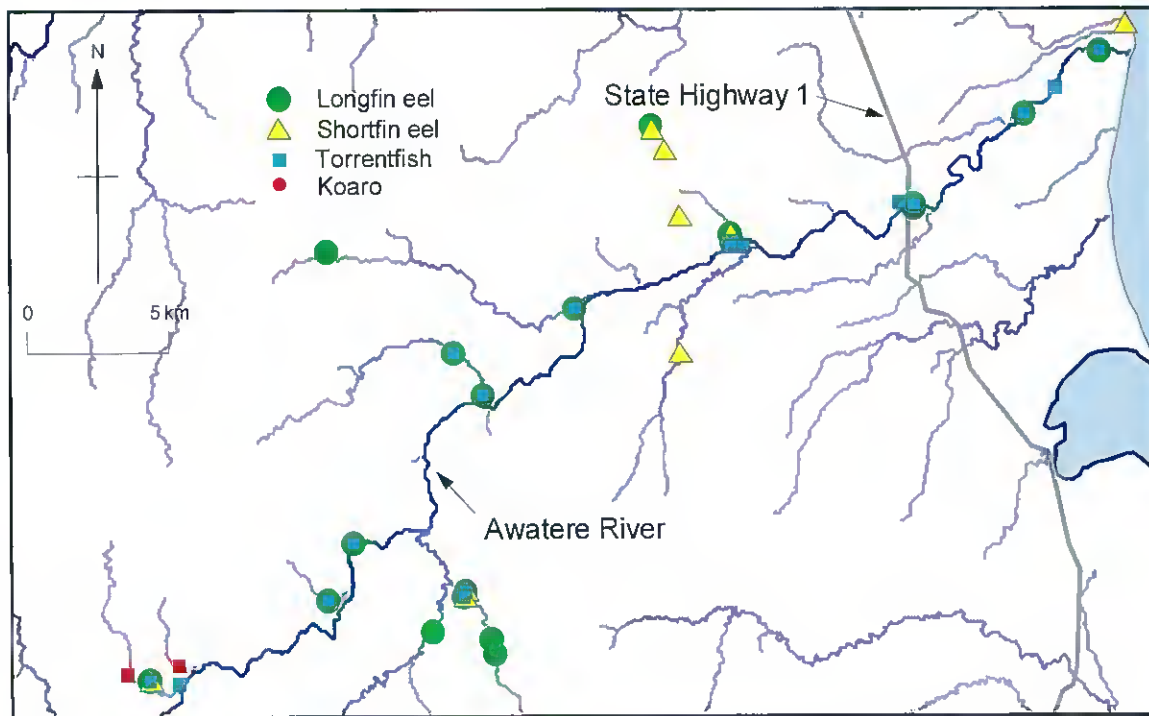 N
Longfin eel
Shortfin eel
Torrentfish
Koaro
State Highway 1
0 5 km
Awatere River